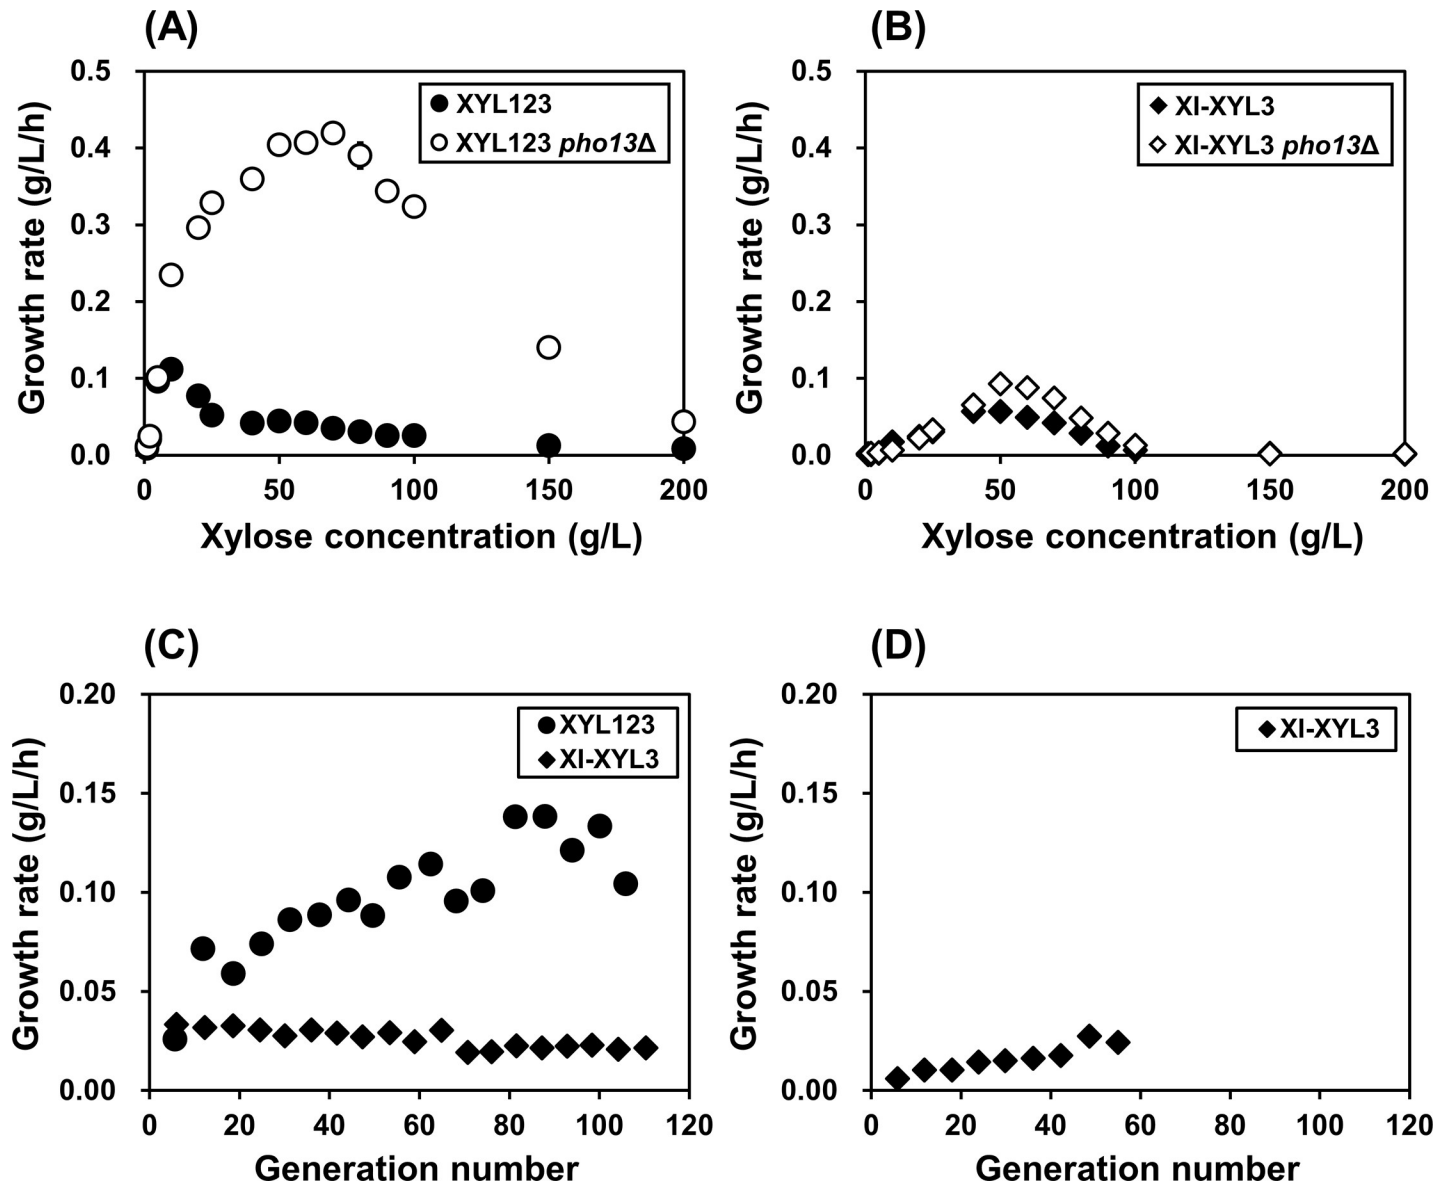 (A)
0.5
0.4
0.3
0.2
0.1
0.0
Growth rate (g/L/h)
XYL123
XYL123 pho13Δ
0 50 100 150 200
Xylose concentration (g/L)
(B)
0.5
0.4
0.3
0.2
0.1
0.0
Growth rate (g/L/h)
XI-XYL3
XI-XYL3 pho13Δ
0 50 100 150 200
Xylose concentration (g/L)
(C)
0.20
0.15
0.10
0.05
0.00
Growth rate (g/L/h)
XYL123
XI-XYL3
0 20 40 60 80 100 120
Generation number
(D)
0.20
0.15
0.10
0.05
0.00
Growth rate (g/L/h)
XI-XYL3
0 20 40 60 80 100 120
Generation number